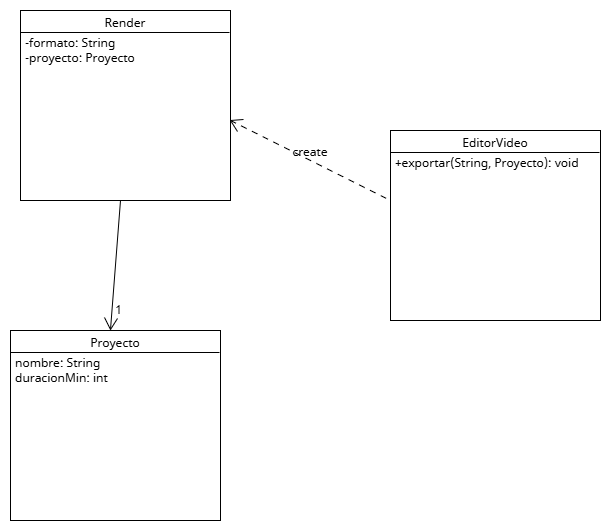 Render
-formato: String
-proyecto: Proyecto
create
EditorVideo
+exportar(String, Proyecto): void
1
Proyecto
nombre: String
duracionMin: int